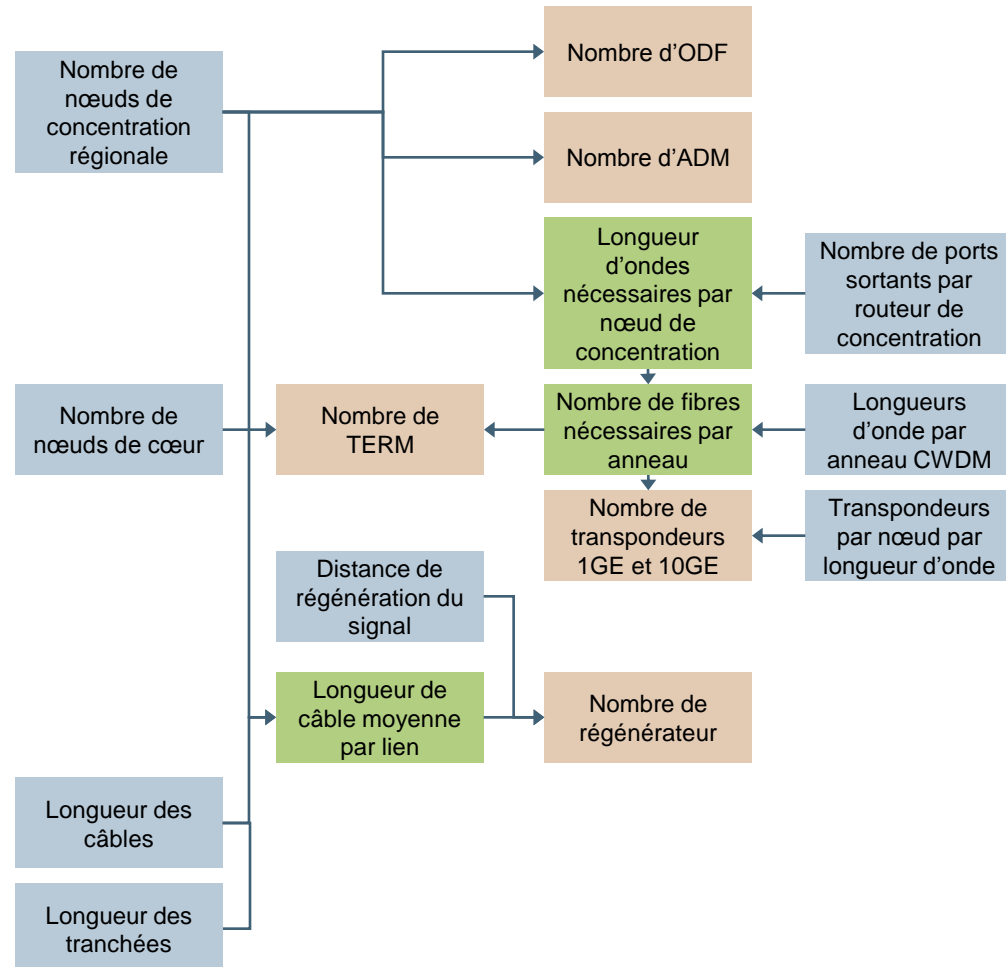 Nombre de
nœuds de
concentration
régionale
Nombre d’ODF
Nombre d’ADM
Longueur
d’ondes
nécessaires par
nœud de
concentration
Nombre de ports
sortants par
routeur de
concentration
Nombre de
nœuds de cœur
Nombre de
TERM
Nombre de fibres
nécessaires par
anneau
Longueurs
d’onde par
anneau CWDM
Nombre de
transpondeurs
1GE et 10GE
Transpondeurs
par nœud par
longueur d’onde
Distance de
régénération du
signal
Longueur de
câble moyenne
par lien
Nombre de
régénérateur
Longueur des
câbles
Longueur des
tranchées